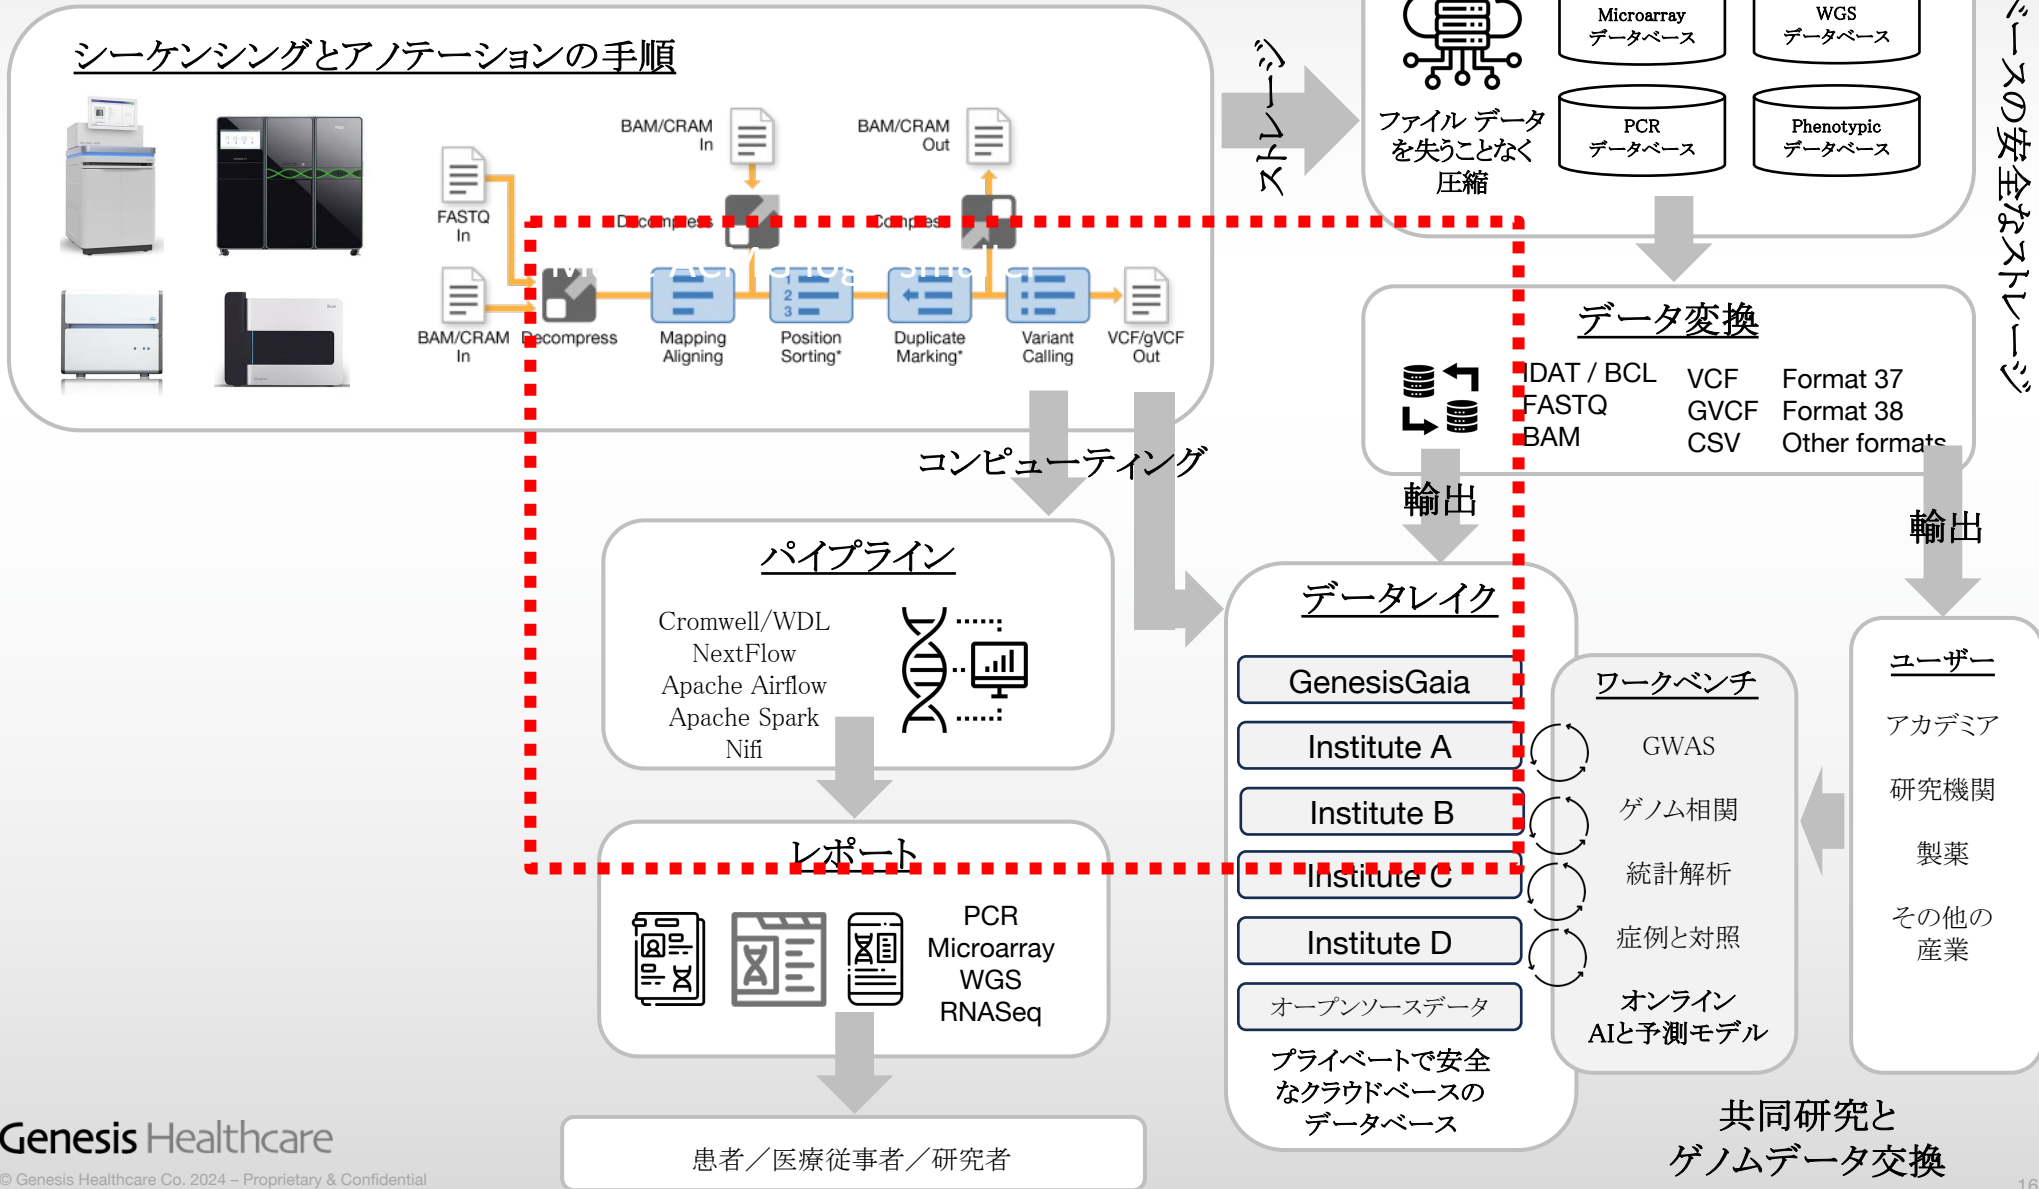 シーケンシングとアノテーションの手順
BAM/CRAM
In
BAM/CRAM
Out
FASTQ
In
Decompress
Compress
BAM/CRAM
In
Decompress
Mapping
Aligning
1
2
3
Position
Sorting*
Duplicate
Marking*
Variant
Calling
VCF/gVCF
Out
ストレージ
ファイル データ
を失うことなく
圧縮
Microarray
データベース
WGS
データベース
PCR
データベース
Phenotypic
データベース
ースの安全なストレージ
データ変換
IDAT / BCL
FASTQ
BAM
VCF
GVCF
CSV
Format 37
Format 38
Other formats
コンピューティング
輸出
輸出
パイプライン
Cromwell/WDL
NextFlow
Apache Airflow
Apache Spark
Nifi
レポート
PCR
Microarray
WGS
RNASeq
患者／医療従事者／研究者
データレイク
GenesisGaia
Institute A
Institute B
Institute C
Institute D
オープンソースデータ
プライベートで安全
なクラウドベースの
データベース
ワークベンチ
GWAS
ゲノム相関
統計解析
症例と対照
オンライン
AIと予測モデル
ユーザー
アカデミア
研究機関
製薬
その他の
産業
共同研究と
ゲノムデータ交換
Genesis Healthcare
© Genesis Healthcare Co. 2024 – Proprietary & Confidential